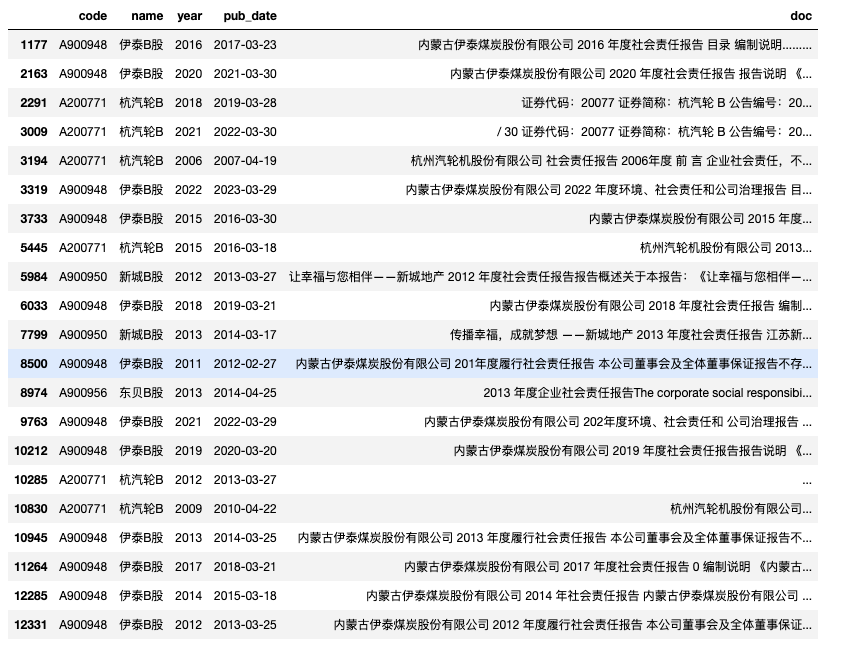 code name year pub_date doc
1177 A900948 伊泰B股 2016 2017-03-23 内蒙古伊泰煤炭股份有限公司 2016 年度社会责任报告 目录 编制说明.........
2163 A900948 伊泰B股 2020 2021-03-30 内蒙古伊泰煤炭股份有限公司 2020 年度社会责任报告 报告说明 《...
2291 A200771 杭汽轮B 2018 2019-03-28 证券代码：20077 证券简称：杭汽轮 B 公告编号：20...
3009 A200771 杭汽轮B 2021 2022-03-30 / 30 证券代码：20077 证券简称：杭汽轮 B 公告编号：20...
3194 A200771 杭汽轮B 2006 2007-04-19 杭州汽轮机股份有限公司 社会责任报告 2006年度 前 言 企业社会责任，不...
3319 A900948 伊泰B股 2022 2023-03-29 内蒙古伊泰煤炭股份有限公司 2022 年度环境、社会责任和公司治理报告 目...
3733 A900948 伊泰B股 2015 2016-03-30 内蒙古伊泰煤炭股份有限公司 2015 年度...
5445 A200771 杭汽轮B 2015 2016-03-18 杭州汽轮机股份有限公司 2013...
5984 A900950 新城B股 2012 2013-03-27 让幸福与您相伴——新城地产 2012 年度社会责任报告报告概述关于本报告：《让幸福与您相伴—...
6033 A900948 伊泰B股 2018 2019-03-21 内蒙古伊泰煤炭股份有限公司 2018 年度社会责任报告 编制...
7799 A900950 新城B股 2013 2014-03-17 传播幸福，成就梦想 ——新城地产 2013 年度社会责任报告 江苏新...
8500 A900948 伊泰B股 2011 2012-02-27 内蒙古伊泰煤炭股份有限公司 201年度履行社会责任报告 本公司董事会及全体董事保证报告不存...
8974 A900956 东贝B股 2013 2014-04-25 2013 年度企业社会责任报告The corporate social responsibi...
9763 A900948 伊泰B股 2021 2022-03-29 内蒙古伊泰煤炭股份有限公司 202年度环境、社会责任和 公司治理报告 ...
10212 A900948 伊泰B股 2019 2020-03-20 内蒙古伊泰煤炭股份有限公司 2019 年度社会责任报告报告说明 《...
10285 A200771 杭汽轮B 2012 2013-03-27 ...
10830 A200771 杭汽轮B 2009 2010-04-22 杭州汽轮机股份有限公司...
10945 A900948 伊泰B股 2013 2014-03-25 内蒙古伊泰煤炭股份有限公司 2013 年度履行社会责任报告 本公司董事会及全体董事保证报告不...
11264 A900948 伊泰B股 2017 2018-03-21 内蒙古伊泰煤炭股份有限公司 2017 年度社会责任报告 0 编制说明 《内蒙古...
12285 A900948 伊泰B股 2014 2015-03-18 内蒙古伊泰煤炭股份有限公司 2014 年社会责任报告 内蒙古伊泰煤炭股份有限公司 ...
12331 A900948 伊泰B股 2012 2013-03-25 内蒙古伊泰煤炭股份有限公司 2012 年度履行社会责任报告 本公司董事会及全体董事保证...